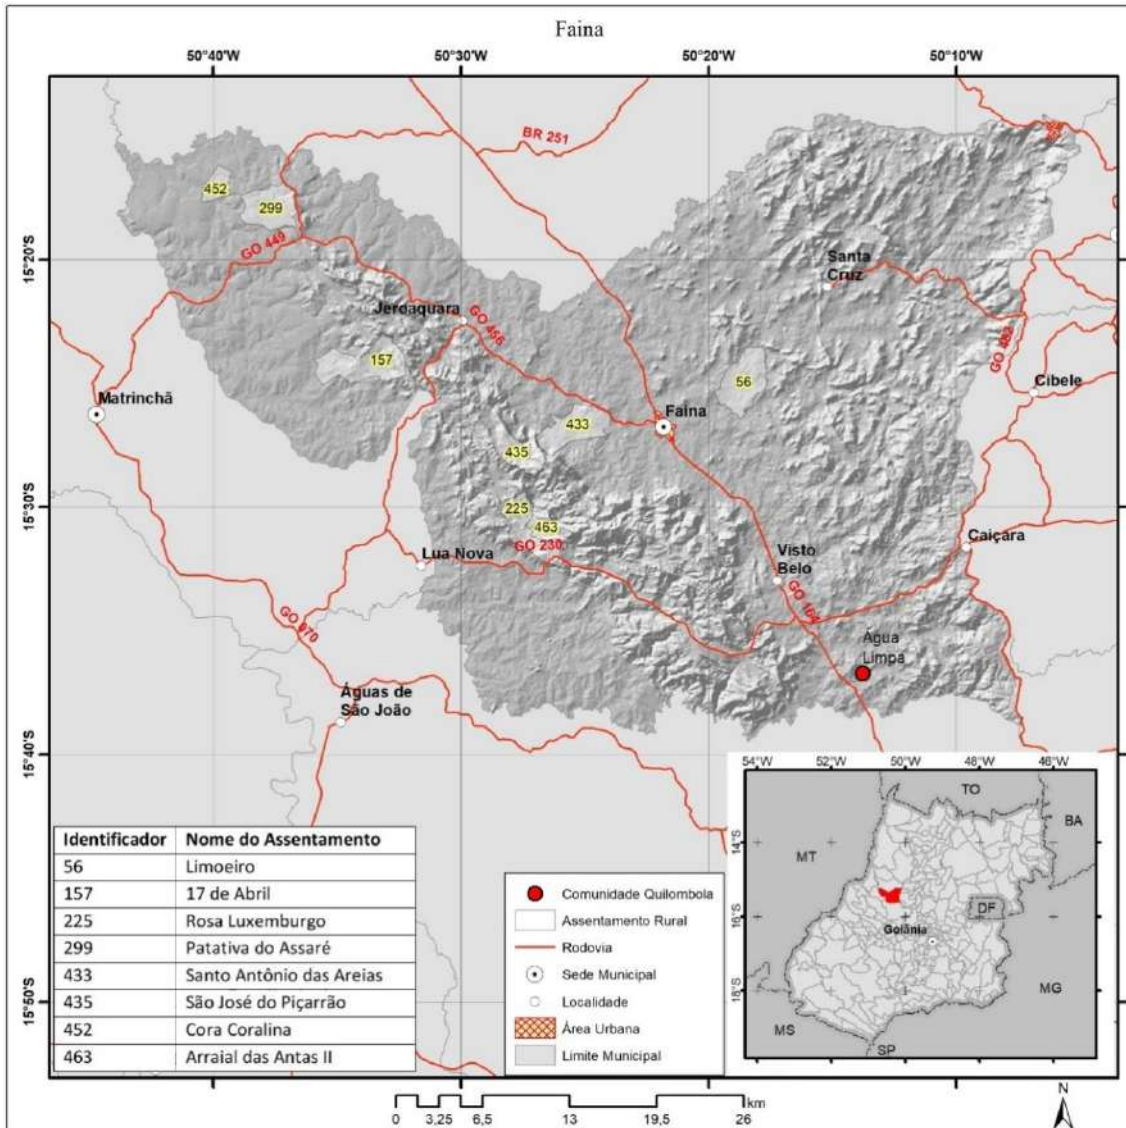 Faina
50°40'W 50°30'W 50°20'W 50°10'W
BR 251
452
299
GO 449
15°20'S
Santa
Cruz
Jeroaquara
GO 456
GO 482
157
56
Cibele
Matrinchã
Faina
433
435
15°30'S
225
463
GO 230
Caiçara
Lua Nova
Visto
Belo
GO 164
GO 070
Água
Limpa
Águas de
São João
15°40'S
15°50'S
Identificador Nome do Assentamento
56 Limoeiro
157 17 de Abril
225 Rosa Luxemburgo
299 Patativa do Assaré
433 Santo Antônio das Areias
435 São José do Piçarrão
452 Cora Coralina
463 Arraial das Antas II
Comunidade Quilombola
Assentamento Rural
Rodovia
Sede Municipal
Localidade
Área Urbana
Limite Municipal
54°W 52°W 50°W 48°W 46°W
TO
BA
14°S
MT
DF
16°S
Goiânia
MG
18°S
MS
SP
0 3,25 6,5 13 19,5 26
km
N